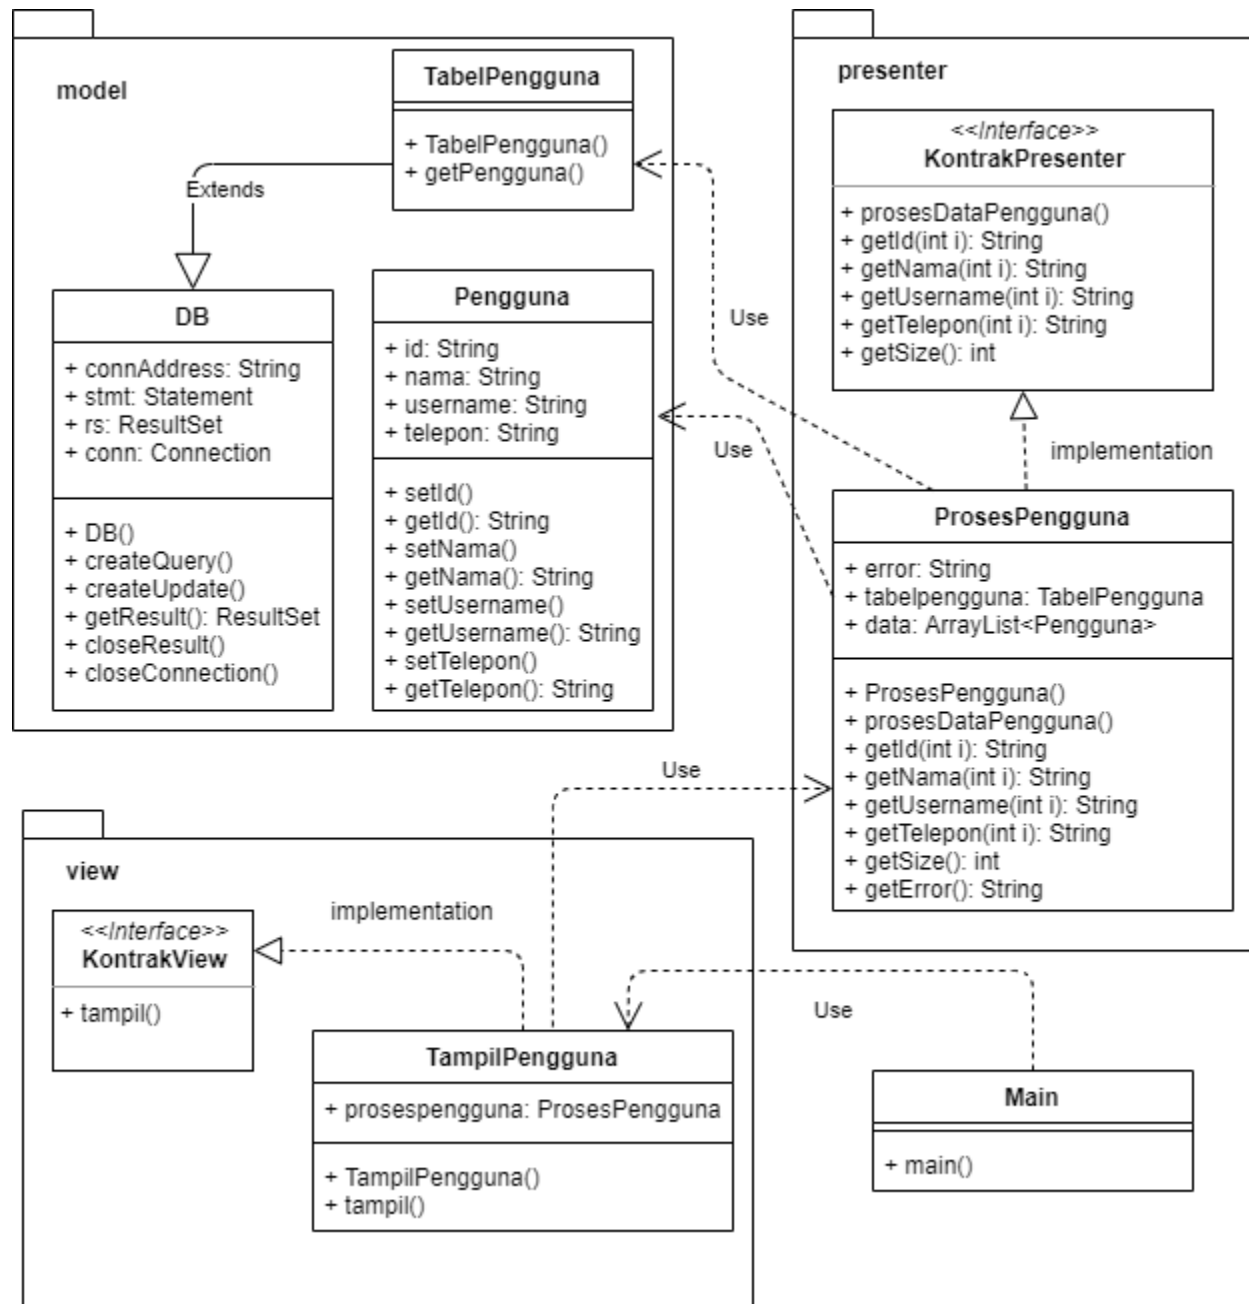 model
TabelPengguna
+ TabelPengguna()
+ getPengguna()
Extends
DB
+ connAddress: String
+ stmt: Statement
+ rs: ResultSet
+ conn: Connection
+ DB()
+ createQuery()
+ createUpdate()
+ getResult(): ResultSet
+ closeResult()
+ closeConnection()
Pengguna
+ id: String
+ nama: String
+ username: String
+ telepon: String
+ setId()
+ getId(): String
+ setNama()
+ getNama(): String
+ setUsername()
+ getUsername(): String
+ setTelepon()
+ getTelepon(): String
Use
Use
presenter
<<Interface>>
KontrakPresenter
+ prosesDataPengguna()
+ getId(int i): String
+ getNama(int i): String
+ getUsername(int i): String
+ getTelepon(int i): String
+ getSize(): int
implementation
ProsesPengguna
+ error: String
+ tabelpengguna: TabelPengguna
+ data: ArrayList<Pengguna>
+ ProsesPengguna()
+ prosesDataPengguna()
+ getId(int i): String
+ getNama(int i): String
+ getUsername(int i): String
+ getTelepon(int i): String
+ getSize(): int
+ getError(): String
Use
view
<<Interface>>
KontrakView
+ tampil()
implementation
TampilPengguna
+ prosespengguna: ProsesPengguna
+ TampilPengguna()
+ tampil()
Use
Main
+ main()